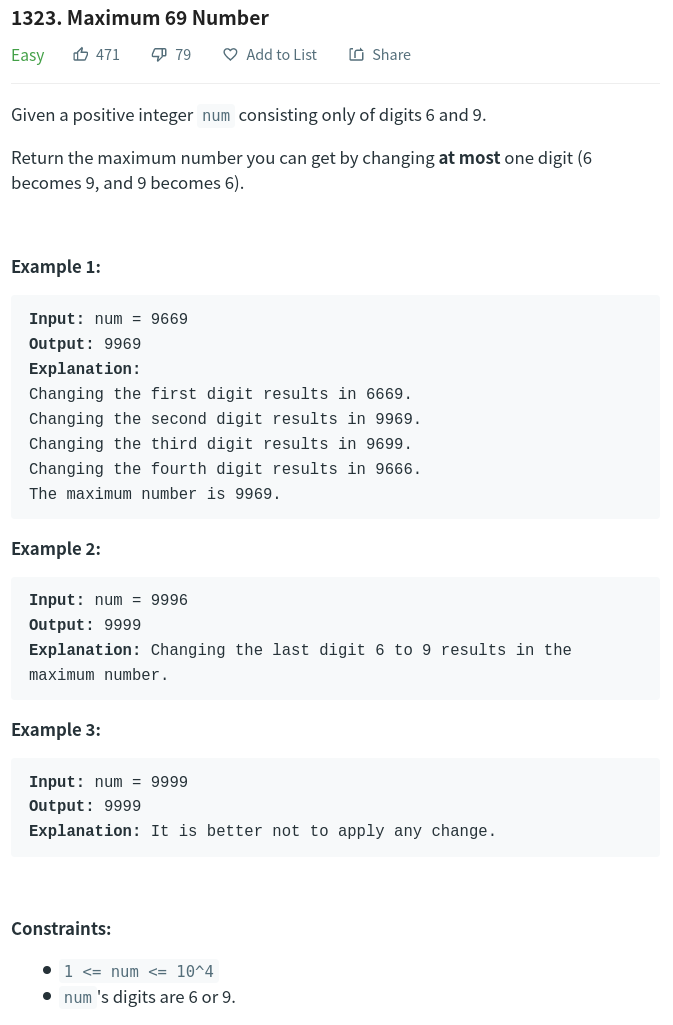 1323. Maximum 69 Number
Easy 471 79 Add to List Share
Given a positive integer num consisting only of digits 6 and 9.
Return the maximum number you can get by changing at most one digit (6
becomes 9, and 9 becomes 6).
Example 1:
Input: num = 9669
Output: 9969
Explanation:
Changing the first digit results in 6669.
Changing the second digit results in 9969.
Changing the third digit results in 9699.
Changing the fourth digit results in 9666.
The maximum number is 9969.
Example 2:
Input: num = 9996
Output: 9999
Explanation: Changing the last digit 6 to 9 results in the
maximum number.
Example 3:
Input: num = 9999
Output: 9999
Explanation: It is better not to apply any change.
Constraints:
1 <= num <= 10^4
num's digits are 6 or 9.